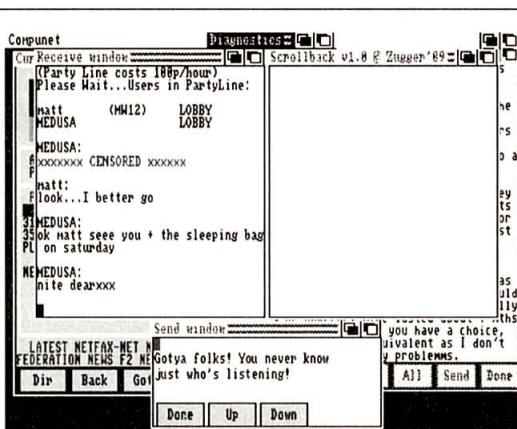 Compunet
Diagnostics
Cur
Receive window
Scrollback v1.0 © Zugger'89
(Party Line costs 100p/hour)
Please Wait...Users in PartyLine:
matt (MW12) LOBBY
MEDUSA LOBBY
MEDUSA:
xxxxxxx CENSORED xxxxxx
matt:
look...I better go
MEDUSA:
ok matt seee you + the sleeping bag
on saturday
MEDUSA:
nite dearxxx
Send window
you have a choice,
uivalent as I don't
problemms.
LATEST NETFAX-NET N
FEDERATION NEWS F2 NE
Gotya folks! You never know
just who's listening!
Dir Back Got
All Send Done
Done Up Down